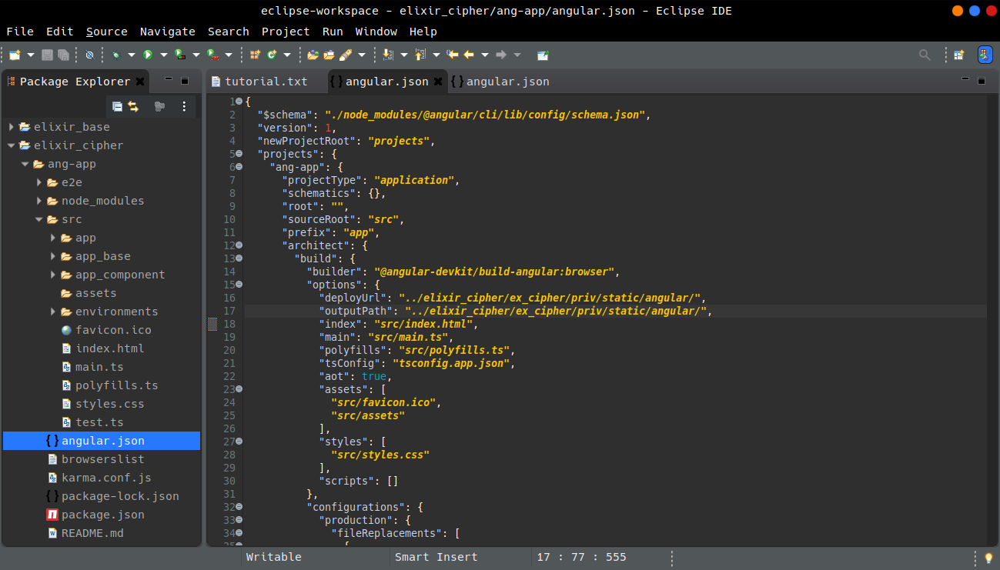 eclipse-workspace - elixir_cipher/ang-app/angular.json - Eclipse IDE
File Edit Source Navigate Search Project Run Window Help
Package Explorer
tutorial.txt
angular.json
angular.json
elixir_base
elixir_cipher
ang-app
e2e
node_modules
src
app
app_base
app_component
assets
environments
favicon.ico
index.html
main.ts
polyfills.ts
styles.css
test.ts
angular.json
browserslist
karma.conf.js
package-lock.json
package.json
README.md
1 {
2 "$schema": "./node_modules/@angular/cli/lib/config/schema.json",
3 "version": 1,
4 "newProjectRoot": "projects",
5 "projects": {
6 "ang-app": {
7 "projectType": "application",
8 "schematics": {},
9 "root": "",
10 "sourceRoot": "src",
11 "prefix": "app",
12 "architect": {
13 "build": {
14 "builder": "@angular-devkit/build-angular:browser",
15 "options": {
16 "deployUrl": "../elixir_cipher/ex_cipher/priv/static/angular/",
17 "outputPath": "../elixir_cipher/ex_cipher/priv/static/angular/",
18 "index": "src/index.html",
19 "main": "src/main.ts",
20 "polyfills": "src/polyfills.ts",
21 "tsConfig": "tsconfig.app.json",
22 "aot": true,
23 "assets": [
24 "src/favicon.ico",
25 "src/assets"
26 ],
27 "styles": [
28 "src/styles.css"
29 ],
30 "scripts": []
31 },
32 "configurations": {
33 "production": {
34 "fileReplacements": [
Writable
Smart Insert
17 : 77 : 555